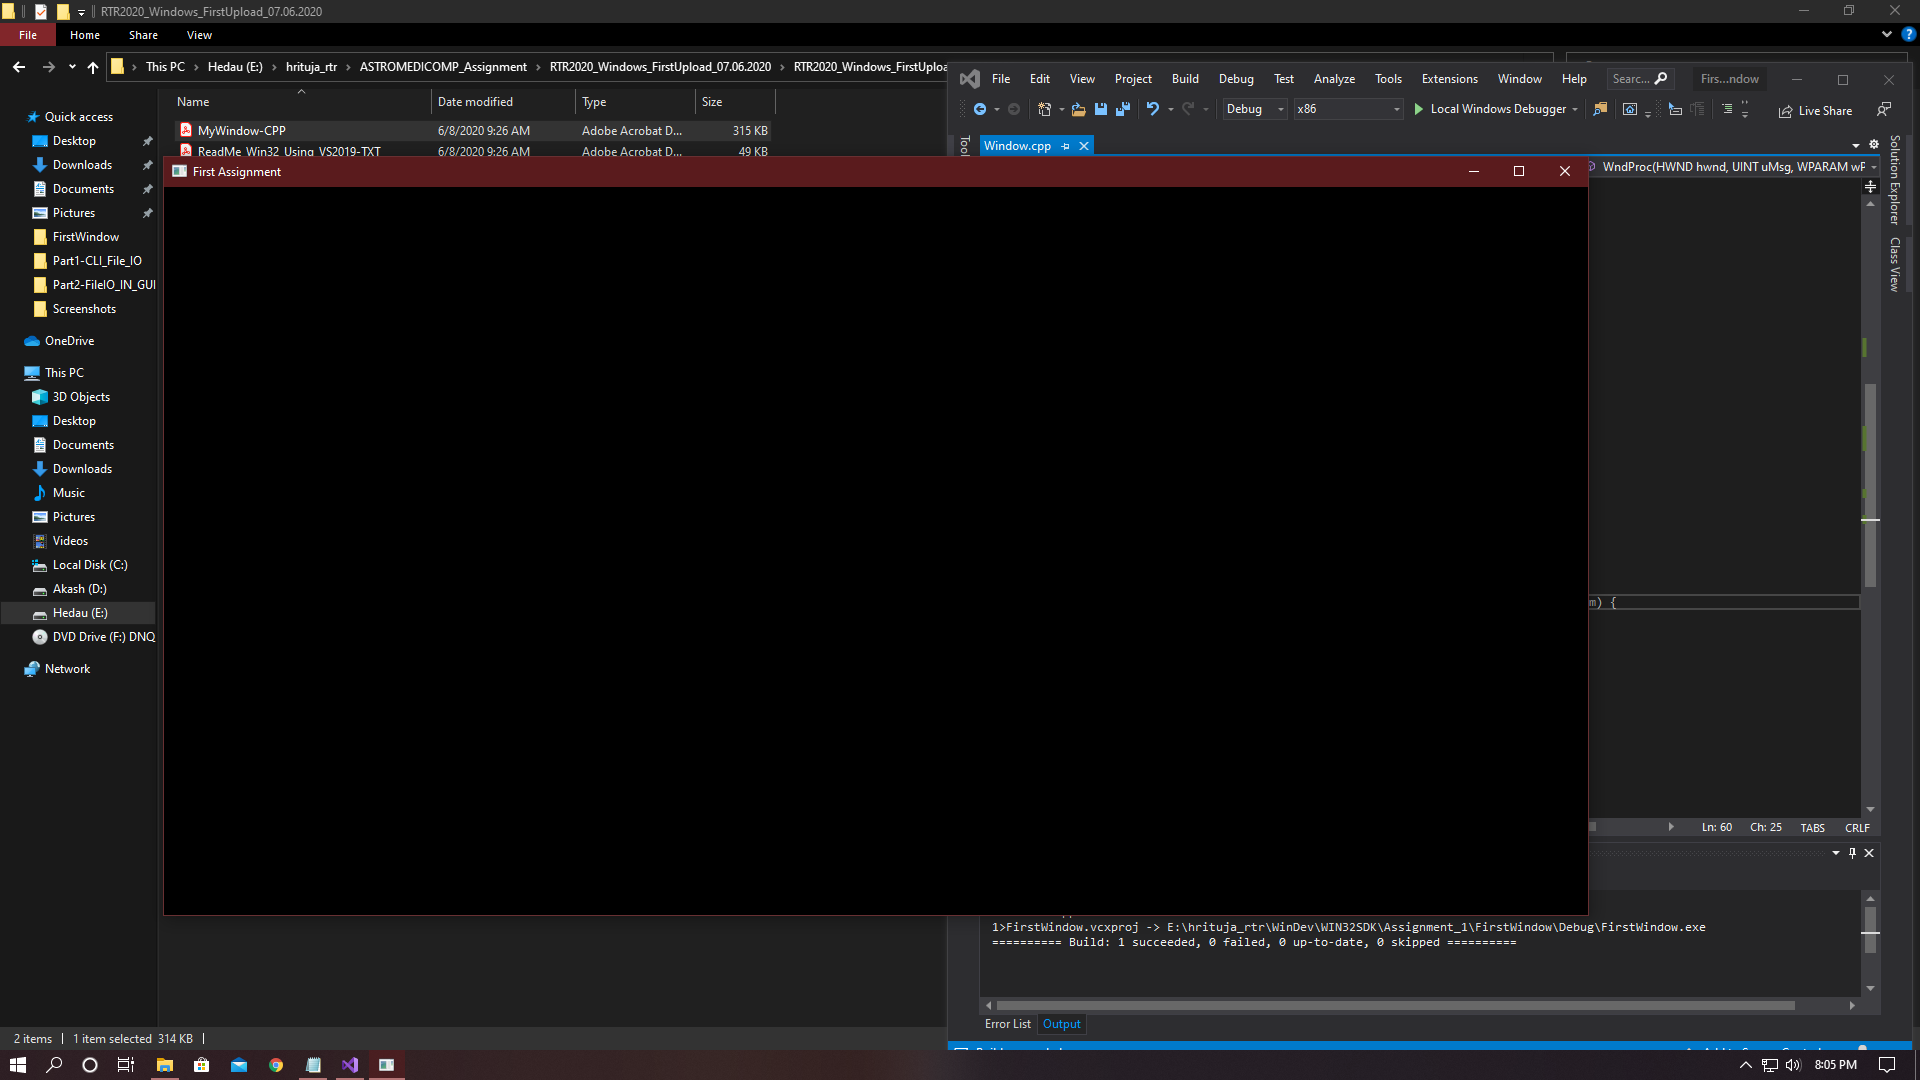 RTR2020_Windows_FirstUpload_07.06.2020
File Home Share View
This PC > Hedau (E:) > hrituja_rtr > ASTROMEDICOMP_Assignment > RTR2020_Windows_FirstUpload_07.06.2020 > RTR2020_Windows_FirstUploa
Name Date modified Type Size
MyWindow-CPP 6/8/2020 9:26 AM Adobe Acrobat D... 315 KB
ReadMe_Win32_Using_VS2019-TXT 6/8/2020 9:26 AM Adobe Acrobat D... 49 KB
Quick access
Desktop
Downloads
Documents
Pictures
FirstWindow
Part1-CLI_File_IO
Part2-FileIO_IN_GUI
Screenshots
OneDrive
This PC
3D Objects
Desktop
Documents
Downloads
Music
Pictures
Videos
Local Disk (C:)
Akash (D:)
Hedau (E:)
DVD Drive (F:) DNQ
Network
2 items 1 item selected 314 KB
First Assignment
File Edit View Project Build Debug Test Analyze Tools Extensions Window Help Searc... Firs...ndow
Debug x86 Local Windows Debugger Live Share
Window.cpp
WndProc(HWND hwnd, UINT uMsg, WPARAM wP
Solution Explorer
Class View
m) {
Ln: 60 Ch: 25 TABS CRLF
1>FirstWindow.vcxproj -> E:\hrituja_rtr\WinDev\WIN32SDK\Assignment_1\FirstWindow\Debug\FirstWindow.exe
========== Build: 1 succeeded, 0 failed, 0 up-to-date, 0 skipped ==========
Error List Output
8:05 PM